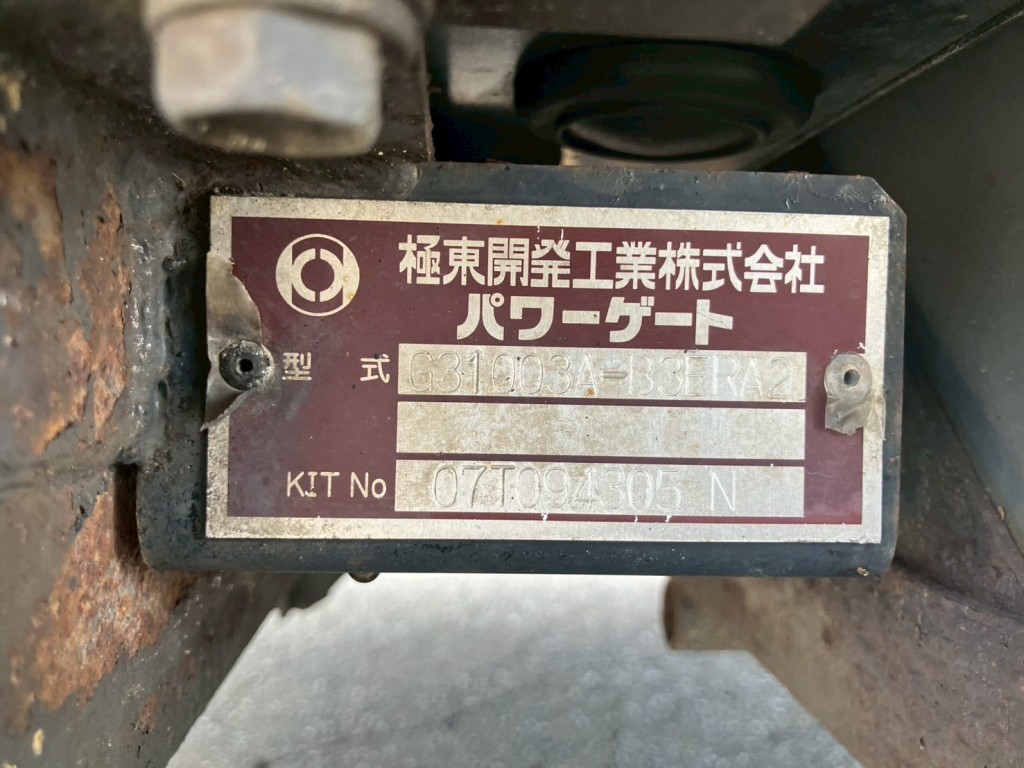 極東開発工業株式会社
パワーゲート
型 式 G31003A-B3ERA2
KIT No 07T094305 N